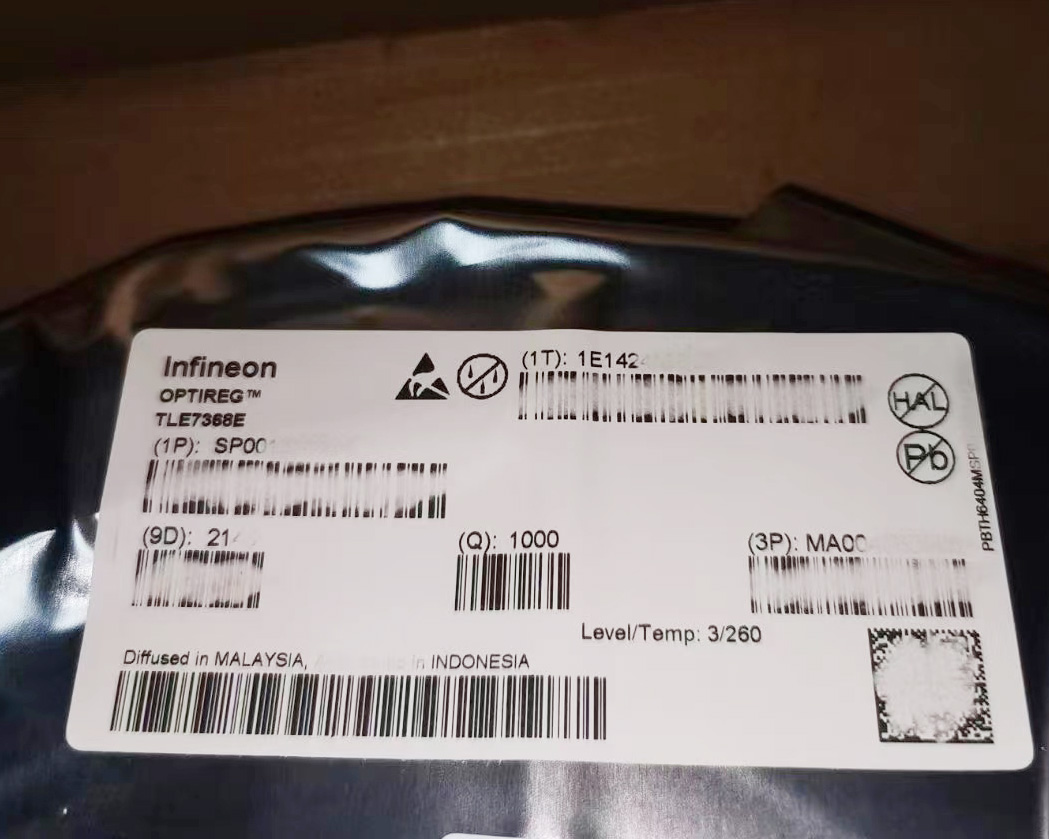 Infineon
OPTIREG™
TLE7368E
(1T): 1E142
(1P): SP00
HAL
Pb
(9D): 21
(Q): 1000
(3P): MA00
PBTH6404MSP
Level/Temp: 3/260
Diffused in MALAYSIA, in INDONESIA